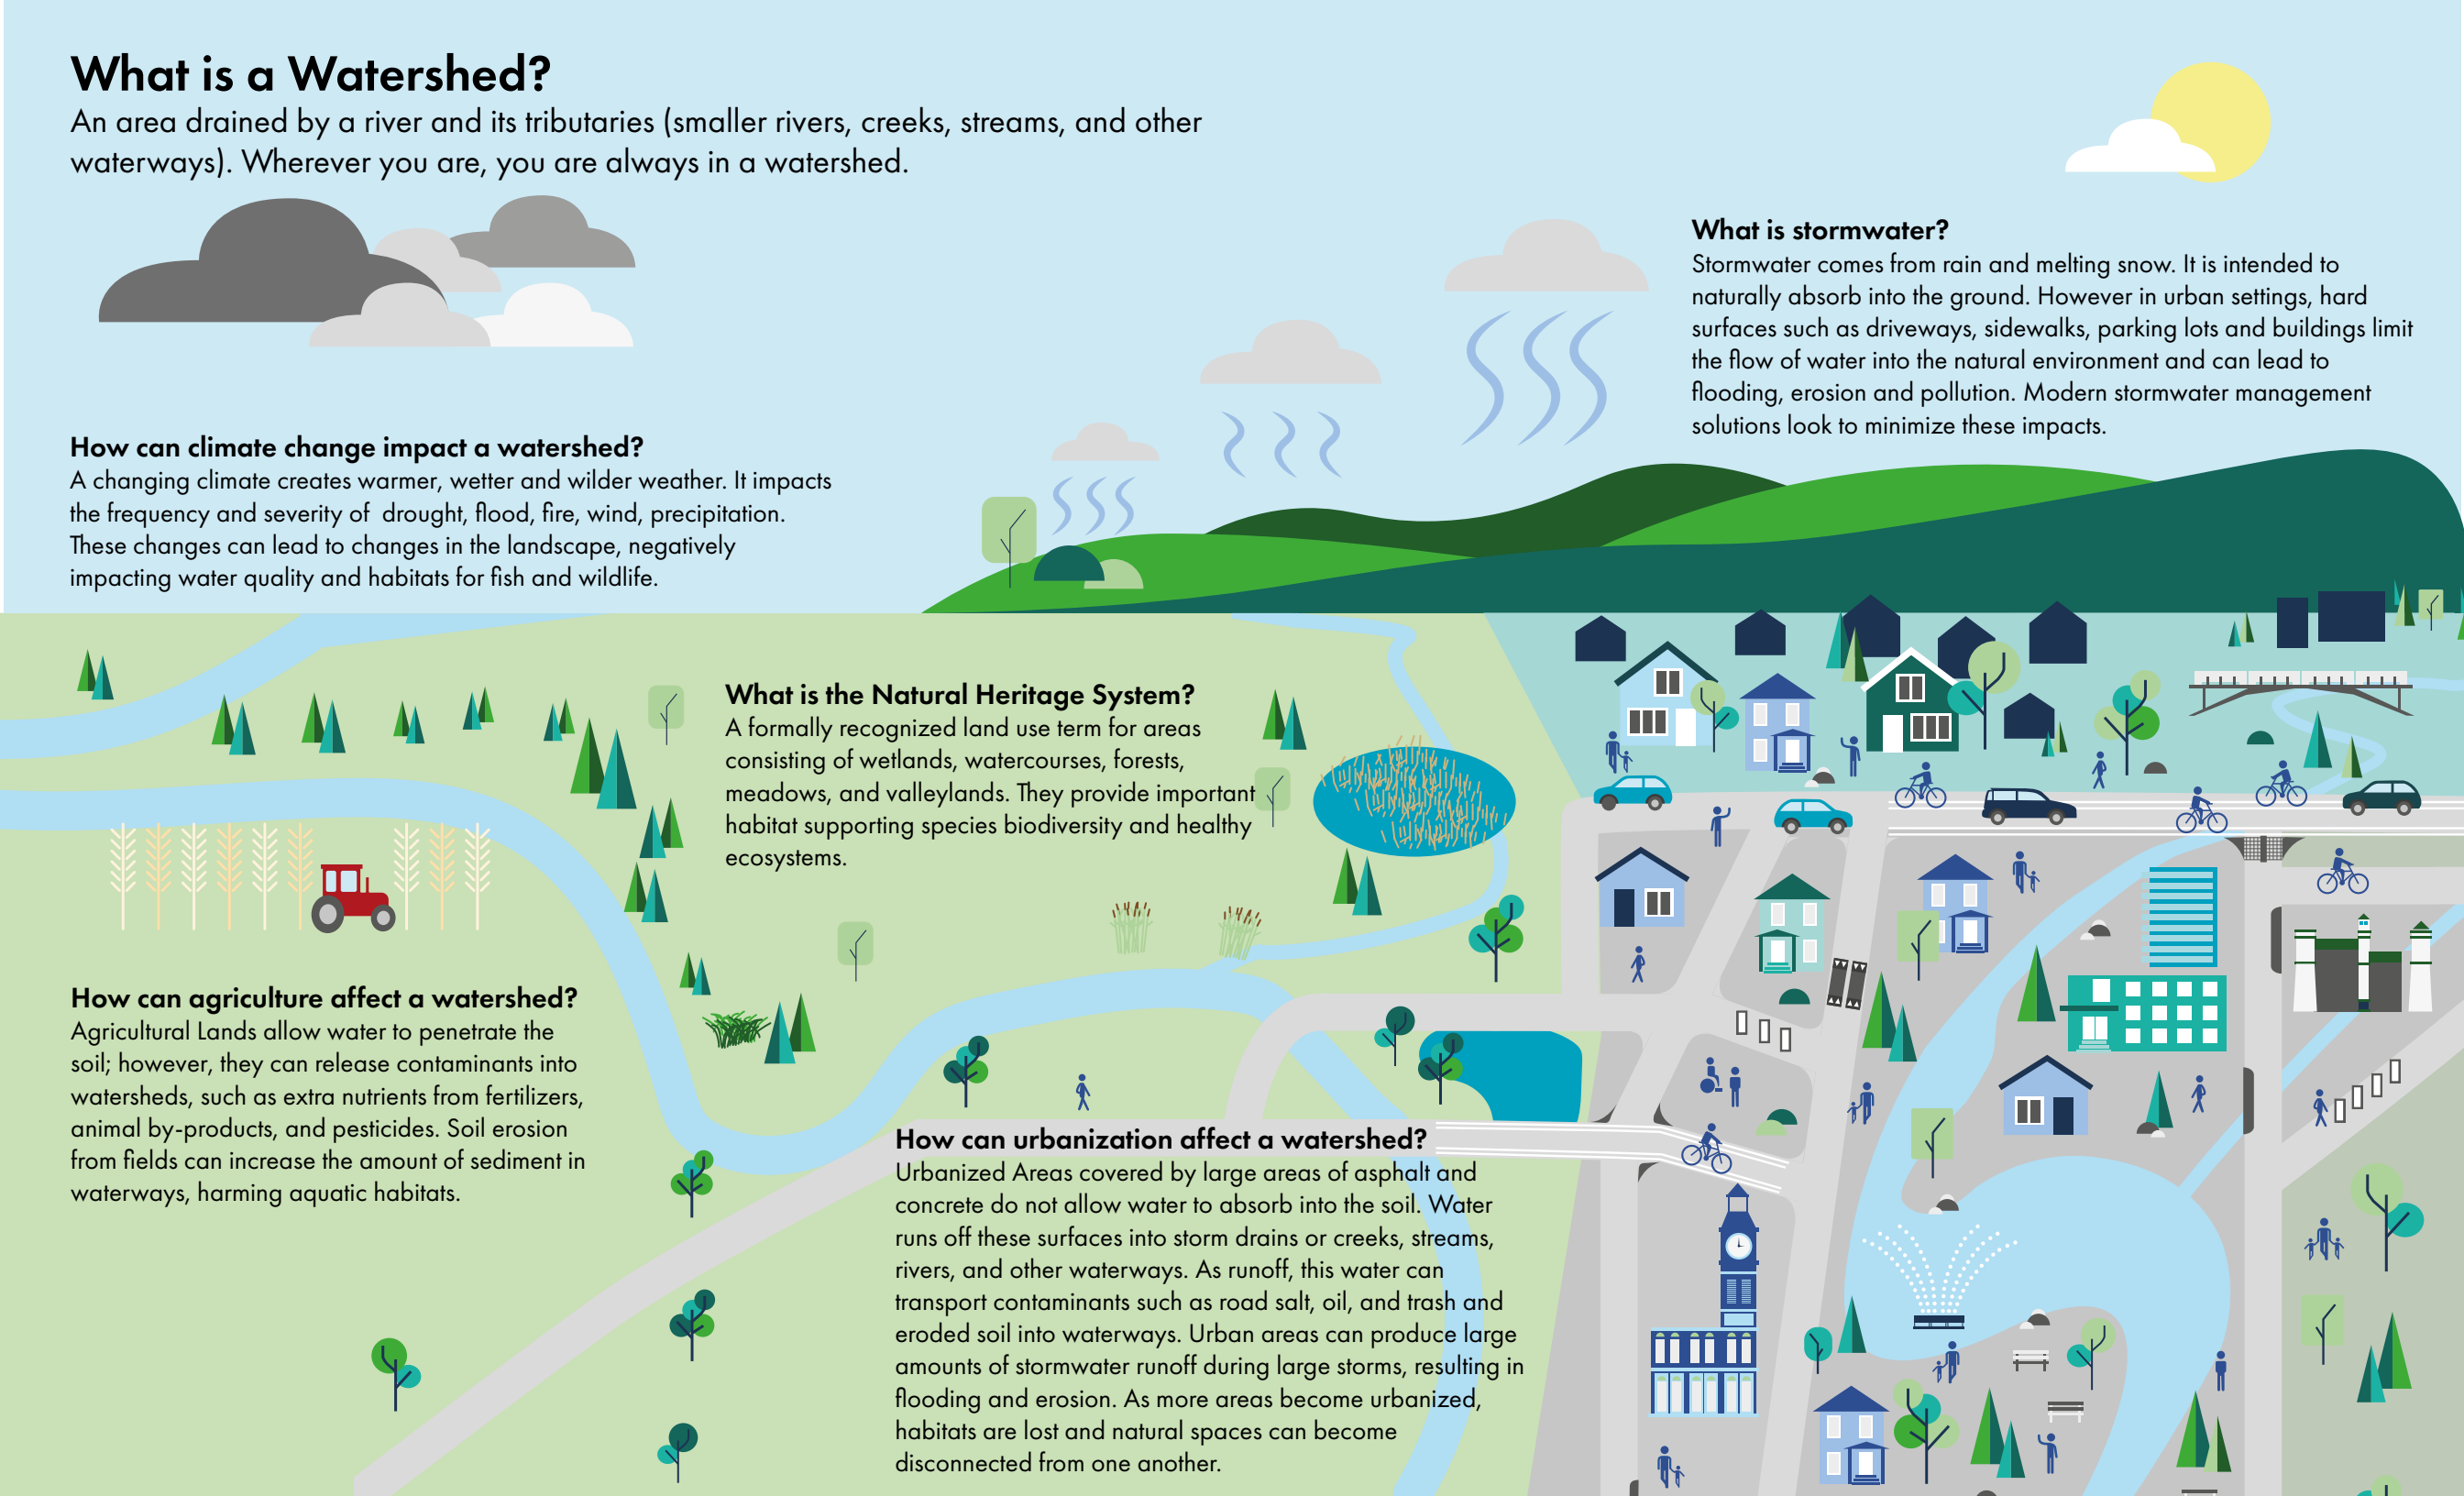 What is a Watershed?
An area drained by a river and its tributaries (smaller rivers, creeks, streams, and other
waterways). Wherever you are, you are always in a watershed.
What is stormwater?
Stormwater comes from rain and melting snow. It is intended to
naturally absorb into the ground. However in urban settings, hard
surfaces such as driveways, sidewalks, parking lots and buildings limit
the flow of water into the natural environment and can lead to
flooding, erosion and pollution. Modern stormwater management
solutions look to minimize these impacts.
How can climate change impact a watershed?
A changing climate creates warmer, wetter and wilder weather. It impacts
the frequency and severity of  drought, flood, fire, wind, precipitation.
These changes can lead to changes in the landscape, negatively
impacting water quality and habitats for fish and wildlife.
What is the Natural Heritage System?
A formally recognized land use term for areas
consisting of wetlands, watercourses, forests,
meadows, and valleylands. They provide important
habitat supporting species biodiversity and healthy
ecosystems.
How can agriculture affect a watershed?
Agricultural Lands allow water to penetrate the
soil; however, they can release contaminants into
watersheds, such as extra nutrients from fertilizers,
animal by-products, and pesticides. Soil erosion
from fields can increase the amount of sediment in
waterways, harming aquatic habitats.
How can urbanization affect a watershed?
Urbanized Areas covered by large areas of asphalt and
concrete do not allow water to absorb into the soil. Water
runs off these surfaces into storm drains or creeks, streams,
rivers, and other waterways. As runoff, this water can
transport contaminants such as road salt, oil, and trash and
eroded soil into waterways. Urban areas can produce large
amounts of stormwater runoff during large storms, resulting in
flooding and erosion. As more areas become urbanized,
habitats are lost and natural spaces can become
disconnected from one another.